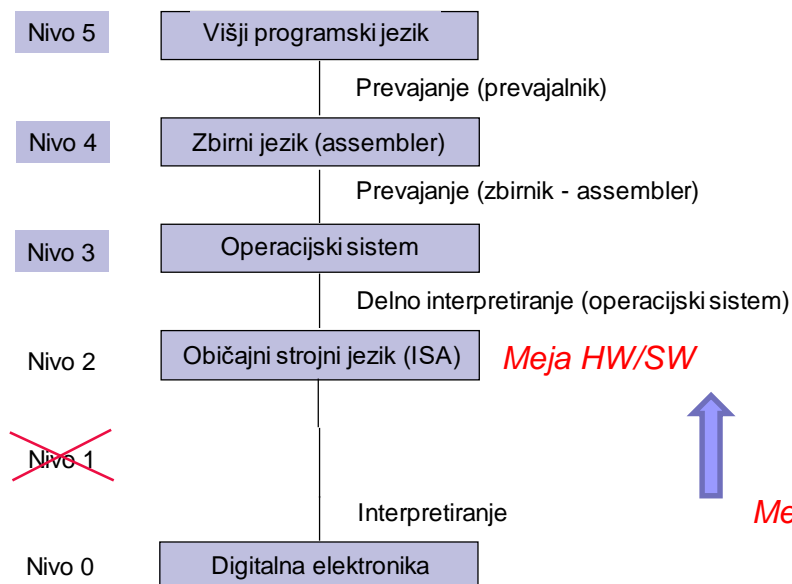 Nivo 5
Višji programski jezik
Prevajanje (prevajalnik)
Nivo 4
Zbirni jezik (assembler)
Prevajanje (zbirnik - assembler)
Nivo 3
Operacijski sistem
Delno interpretiranje (operacijski sistem)
Nivo 2
Običajni strojni jezik (ISA)
Meja HW/SW
Nivo 1
Interpretiranje
Me
Nivo 0
Digitalna elektronika